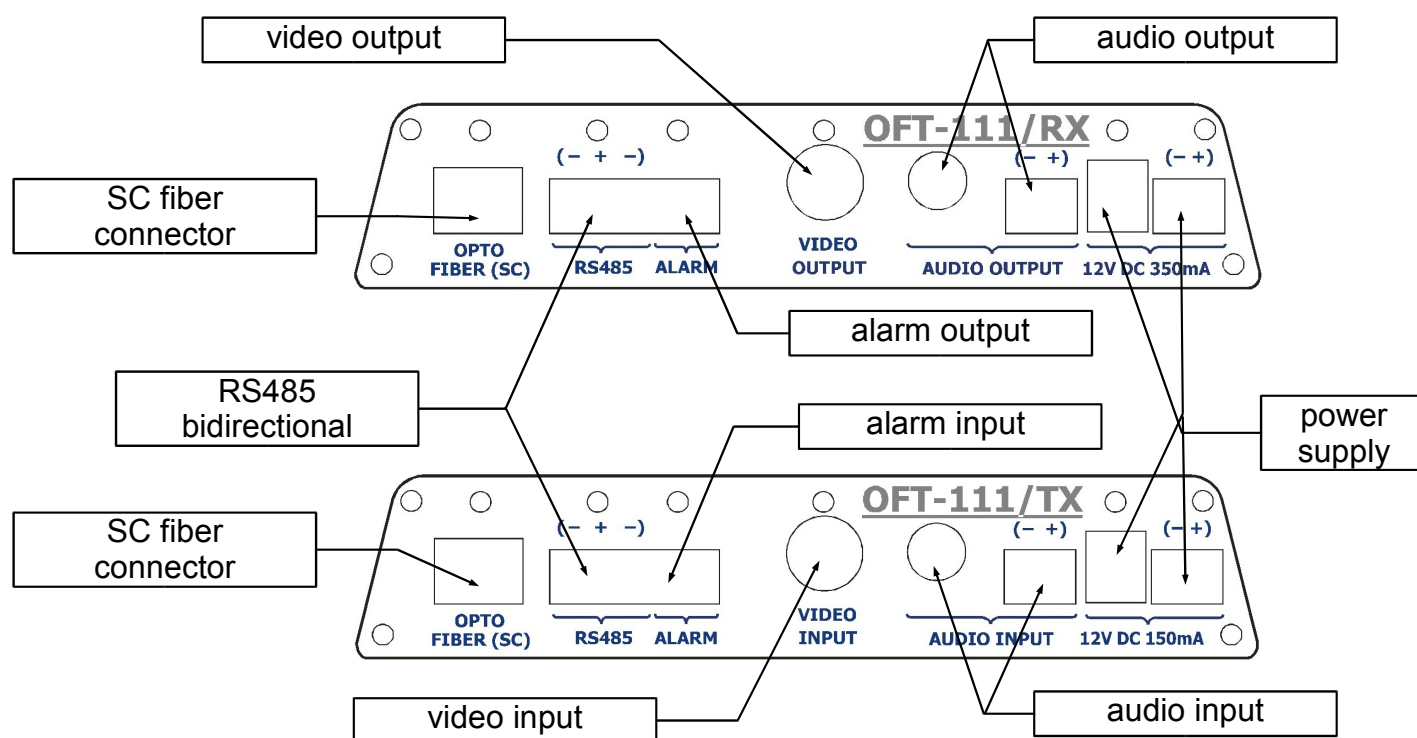 video output
audio output
OFT-111/RX
(− + −)
(− +)
(− +)
SC fiber
connector
OPTO
FIBER (SC)
RS485
ALARM
VIDEO
OUTPUT
AUDIO OUTPUT
12V DC 350mA
alarm output
RS485
bidirectional
alarm input
power
supply
OFT-111/TX
(− + −)
(− +)
(− +)
SC fiber
connector
OPTO
FIBER (SC)
RS485
ALARM
VIDEO
INPUT
AUDIO INPUT
12V DC 150mA
video input
audio input